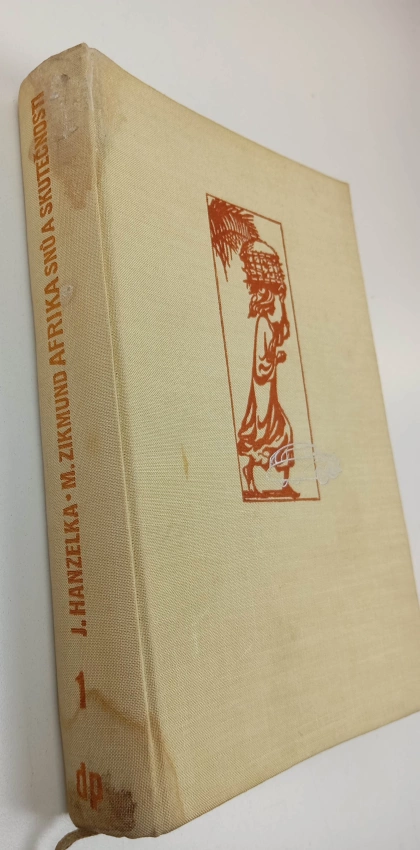 J. HANZELKA • M. ZIKMUND AFRIKA SNŮ A SKUTEČNOSTI
1
dp